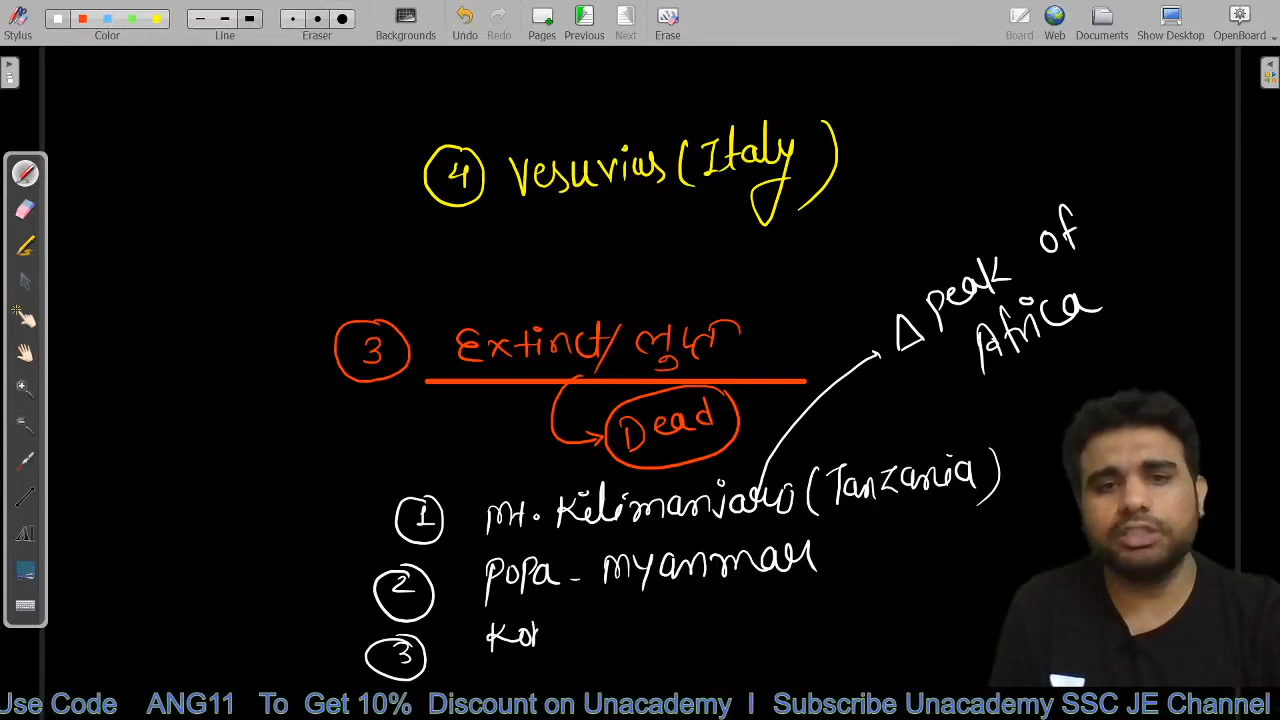 Stylus Color Line Eraser Backgrounds Undo Redo Pages Previous Next Erase Board Web Documents Show Desktop OpenBoard
4 Vesuvius (Italy)
Δ peak of
Africa
3 Extinct/
Dead
1 Mt. Kilimanjaro (Tanzania)
2 Popa - Myanmar
3
Use Code ANG11 To Get 10% Discount on Unacademy I Subscribe Unacademy SSC JE Channel